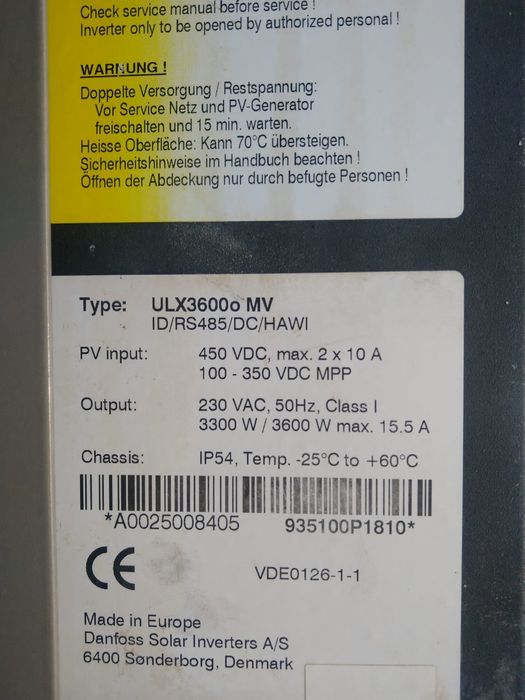 Check service manual before service !
Inverter only to be opened by authorized personal !
WARNUNG !
Doppelte Versorgung / Restspannung:
Vor Service Netz und PV-Generator
freischalten und 15 min. warten.
Heisse Oberfläche: Kann 70°C übersteigen.
Sicherheitshinweise im Handbuch beachten !
Öffnen der Abdeckung nur durch befugte Personen !
Type: ULX3600o MV
ID/RS485/DC/HAWI
PV input: 450 VDC, max. 2 x 10 A
100 - 350 VDC MPP
Output: 230 VAC, 50Hz, Class I
3300 W / 3600 W max. 15.5 A
Chassis: IP54, Temp. -25°C to +60°C
*A0025008405 935100P1810*
CE VDE0126-1-1
Made in Europe
Danfoss Solar Inverters A/S
6400 Sønderborg, Denmark